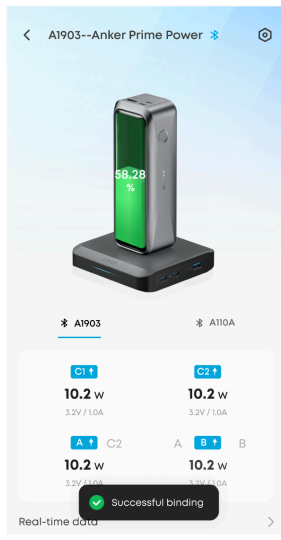 A1903--Anker Prime Power
58.28
%
A1903 A110A
C1 C2
10.2 w 10.2 w
3.2V / 1.0A 3.2V / 1.0A
A C2 A B B
10.2 w 10.2 w
3.2V / 1.0A 3.2V / 1.0A
Successful binding
Real-time data